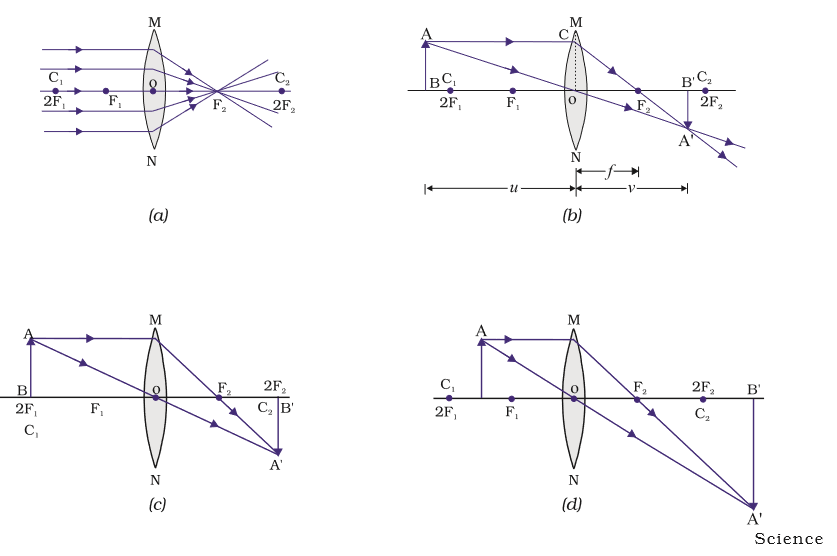 M
C₁
O
C₂
2F₁
F₁
F₂
2F₂
N
(a)
M
A
C
B C₁
B' C₂
2F₁
F₁
O
F₂
2F₂
A'
N
f
u
v
(b)
M
A
B
O
F₂
2F₂
2F₁
F₁
C₂ B'
C₁
A'
N
(c)
M
A
C₁
O
F₂
2F₂
B'
2F₁
F₁
C₂
N
A'
(d)
Science